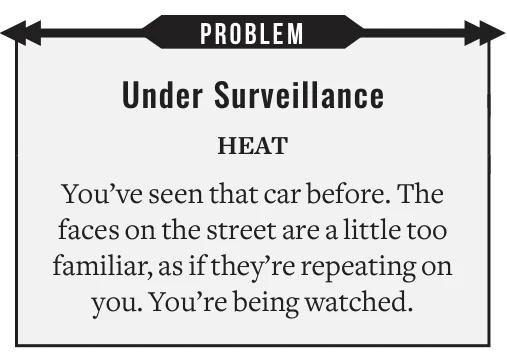 PROBLEM
Under Surveillance
HEAT
You’ve seen that car before. The
faces on the street are a little too
familiar, as if they’re repeating on
you. You’re being watched.